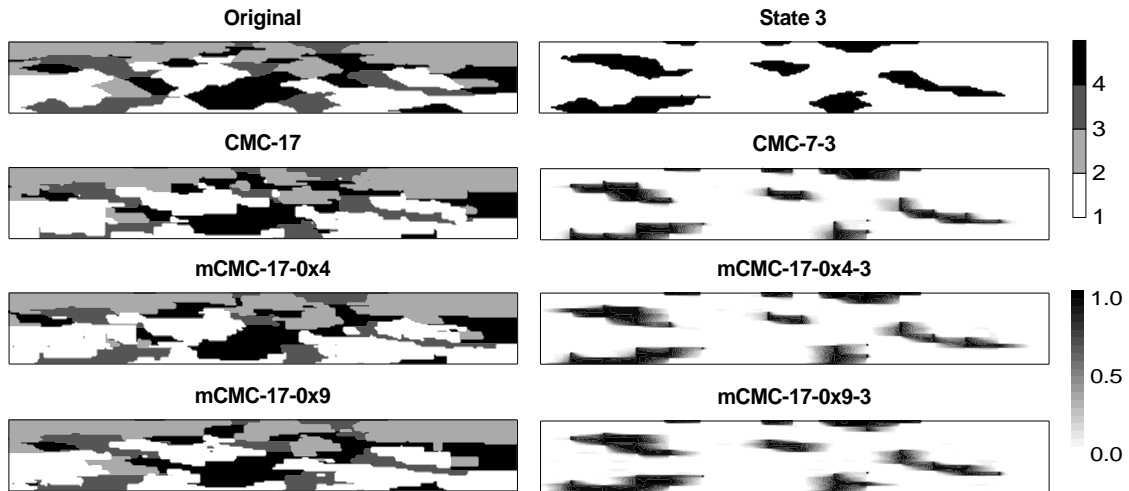 Original
State 3
4
3
2
1
CMC-17
CMC-7-3
mCMC-17-0x4
mCMC-17-0x4-3
1.0
0.5
0.0
mCMC-17-0x9
mCMC-17-0x9-3